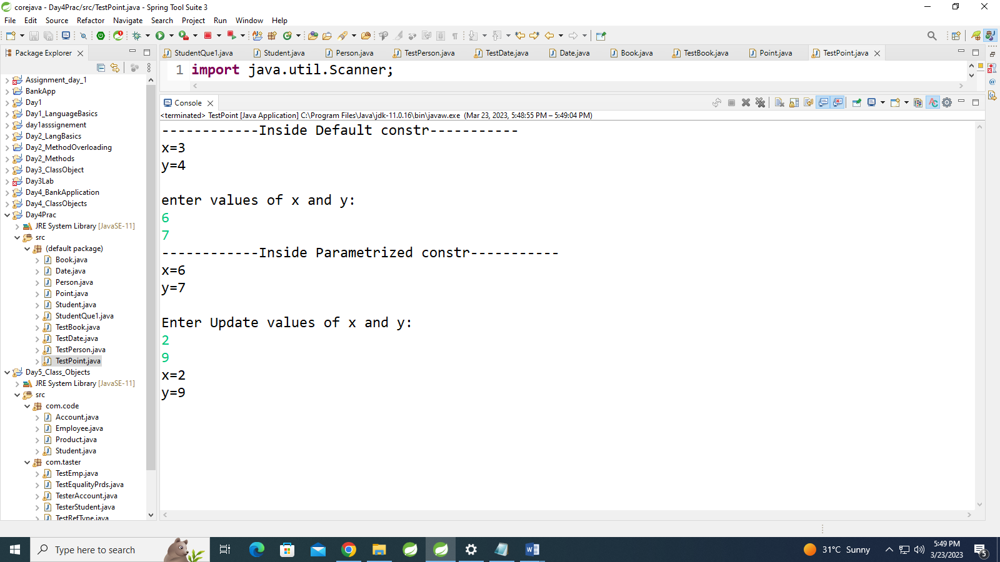 corejava - Day4Prac/src/TestPoint.java - Spring Tool Suite 3
File Edit Source Refactor Navigate Search Project Run Window Help
Package Explorer
StudentQue1.java Student.java Person.java TestPerson.java TestDate.java Date.java Book.java TestBook.java Point.java TestPoint.java
1 import java.util.Scanner;
Assignment_day_1
BankApp
Day1
Day1_LanguageBasics
day1asssignement
Day2_LangBasics
Day2_MethodOverloading
Day2_Methods
Day3_ClassObject
Day3Lab
Day4_BankApplication
Day4_ClassObjects
Day4Prac
JRE System Library [JavaSE-11]
src
(default package)
Book.java
Date.java
Person.java
Point.java
Student.java
StudentQue1.java
TestBook.java
TestDate.java
TestPerson.java
TestPoint.java
Day5_Class_Objects
JRE System Library [JavaSE-11]
src
com.code
Account.java
Employee.java
Product.java
Student.java
com.taster
TestEmp.java
TestEqualityPrds.java
TesterAccount.java
TesterStudent.java
TestRefType.java
Console
<terminated> TestPoint [Java Application] C:\Program Files\Java\jdk-11.0.16\bin\javaw.exe (Mar 23, 2023, 5:48:55 PM – 5:49:04 PM)
------------Inside Default constr-----------
x=3
y=4
enter values of x and y:
6
7
------------Inside Parametrized constr-----------
x=6
y=7
Enter Update values of x and y:
2
9
x=2
y=9
Type here to search
31°C Sunny
5:49 PM
3/23/2023
5